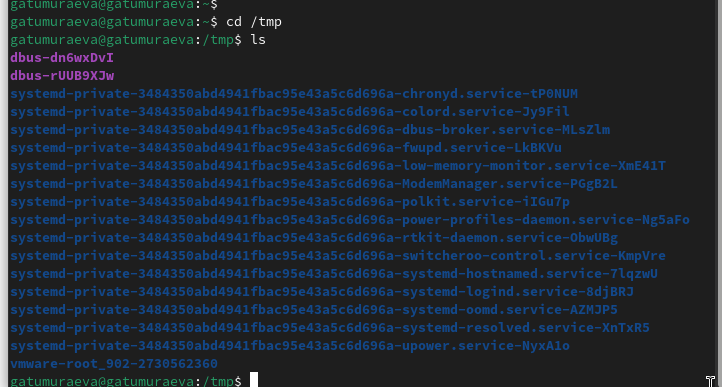 gatumuraeva@gatumuraeva:~$
gatumuraeva@gatumuraeva:~$ cd /tmp
gatumuraeva@gatumuraeva:/tmp$ ls
dbus-dn6wxDvI
dbus-rUUB9XJw
systemd-private-3484350abd4941fbac95e43a5c6d696a-chronyd.service-tP0NUM
systemd-private-3484350abd4941fbac95e43a5c6d696a-colord.service-Jy9Fil
systemd-private-3484350abd4941fbac95e43a5c6d696a-dbus-broker.service-MLsZlm
systemd-private-3484350abd4941fbac95e43a5c6d696a-fwupd.service-LkBKVu
systemd-private-3484350abd4941fbac95e43a5c6d696a-low-memory-monitor.service-XmE41T
systemd-private-3484350abd4941fbac95e43a5c6d696a-ModemManager.service-PGgB2L
systemd-private-3484350abd4941fbac95e43a5c6d696a-polkit.service-iIGu7p
systemd-private-3484350abd4941fbac95e43a5c6d696a-power-profiles-daemon.service-Ng5aFo
systemd-private-3484350abd4941fbac95e43a5c6d696a-rtkit-daemon.service-ObwUBg
systemd-private-3484350abd4941fbac95e43a5c6d696a-switcheroo-control.service-KmpVre
systemd-private-3484350abd4941fbac95e43a5c6d696a-systemd-hostnamed.service-7lqzwU
systemd-private-3484350abd4941fbac95e43a5c6d696a-systemd-logind.service-8djBRJ
systemd-private-3484350abd4941fbac95e43a5c6d696a-systemd-oomd.service-AZMJP5
systemd-private-3484350abd4941fbac95e43a5c6d696a-systemd-resolved.service-XnTxR5
systemd-private-3484350abd4941fbac95e43a5c6d696a-upower.service-NyxA1o
vmware-root_902-2730562360
gatumuraeva@gatumuraeva:/tmp$